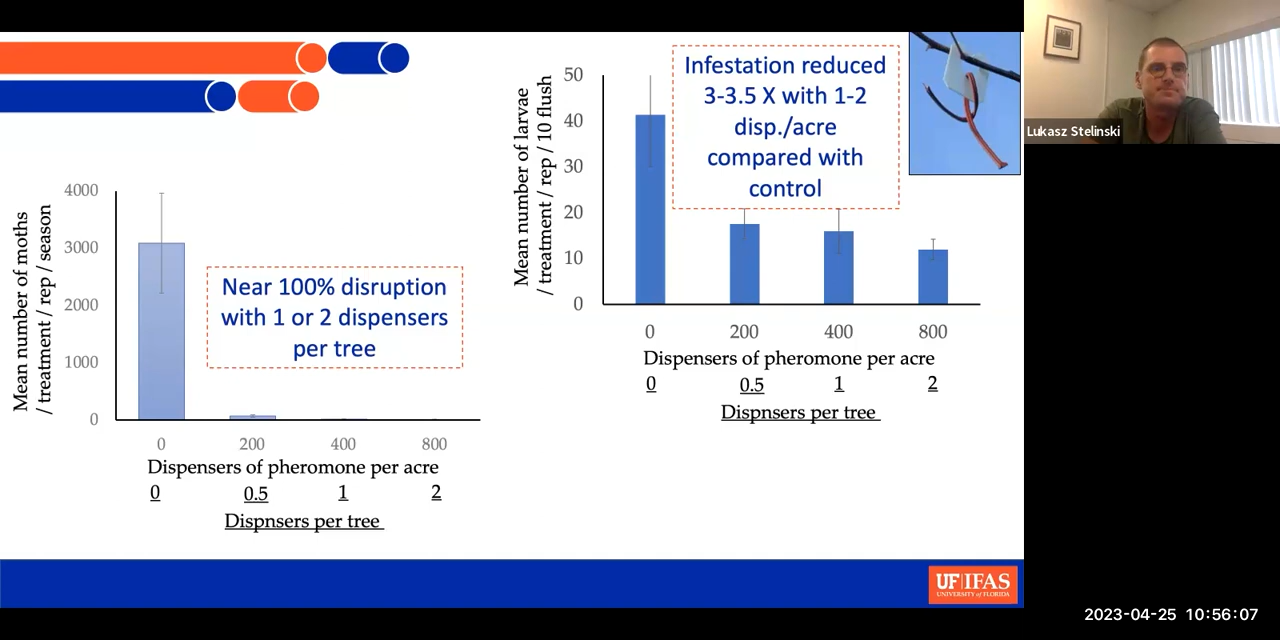 Mean number of moths
/ treatment / rep / season
4000
3000
2000
1000
0
Near 100% disruption
with 1 or 2 dispensers
per tree
0 200 400 800
Dispensers of pheromone per acre
0 0.5 1 2
Dispnsers per tree
Mean number of larvae
/ treatment / rep / 10 flush
50
40
30
20
10
0
Infestation reduced
3-3.5 X with 1-2
disp./acre
compared with
control
0 200 400 800
Dispensers of pheromone per acre
0 0.5 1 2
Dispnsers per tree
Lukasz Stelinski
UF|IFAS
UNIVERSITY of FLORIDA
2023-04-25 10:56:07